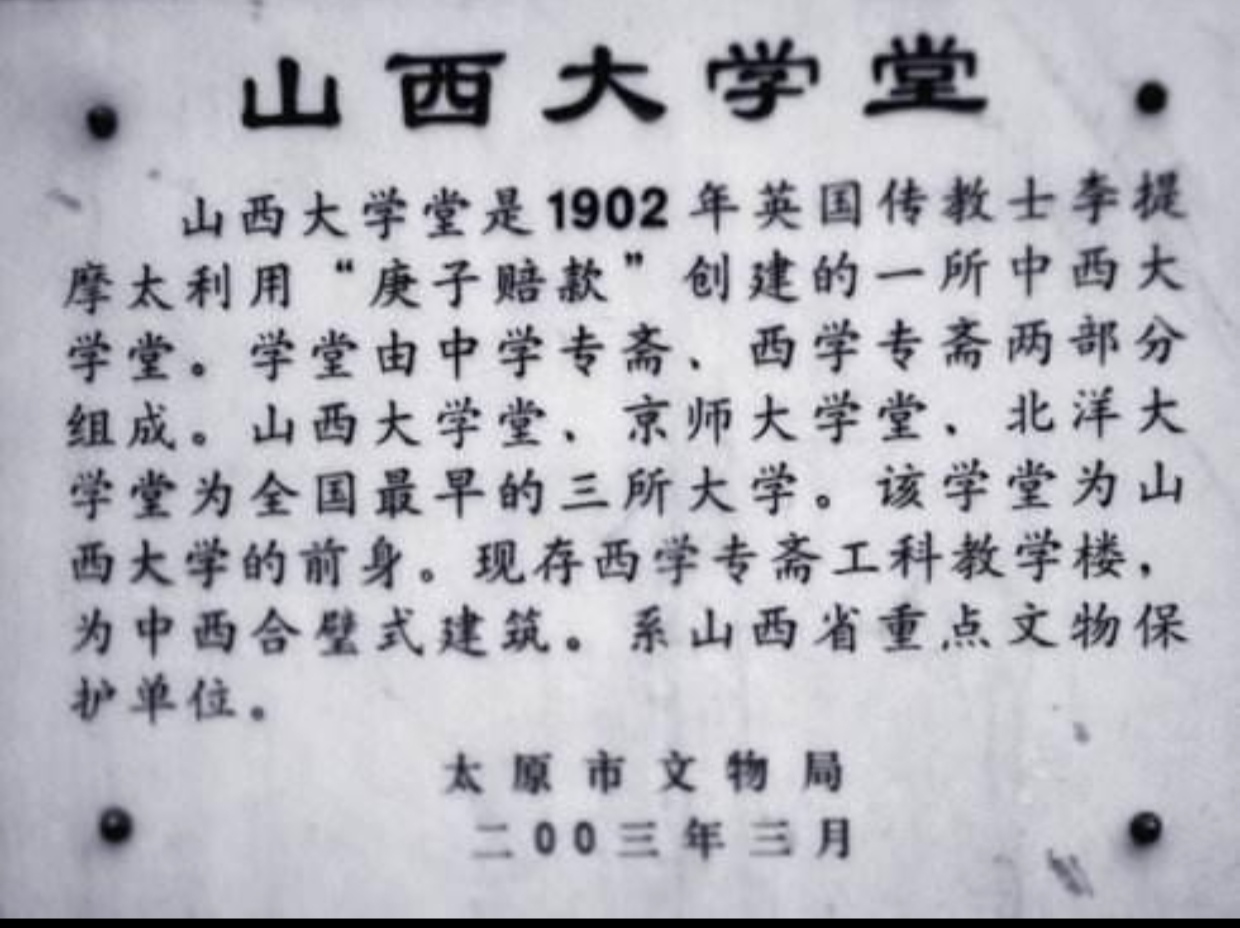 山西大学堂
山西大学堂是1902年英国传教士李提
摩太利用“庚子赔款”创建的一所中西大
学堂。学堂由中学专斋、西学专斋两部分
组成。山西大学堂、京师大学堂、北洋大
学堂为全国最早的三所大学。该学堂为山
西大学的前身。现存西学专斋工科教学楼，
为中西合璧式建筑。系山西省重点文物保
护单位。
太原市文物局
二00三年三月